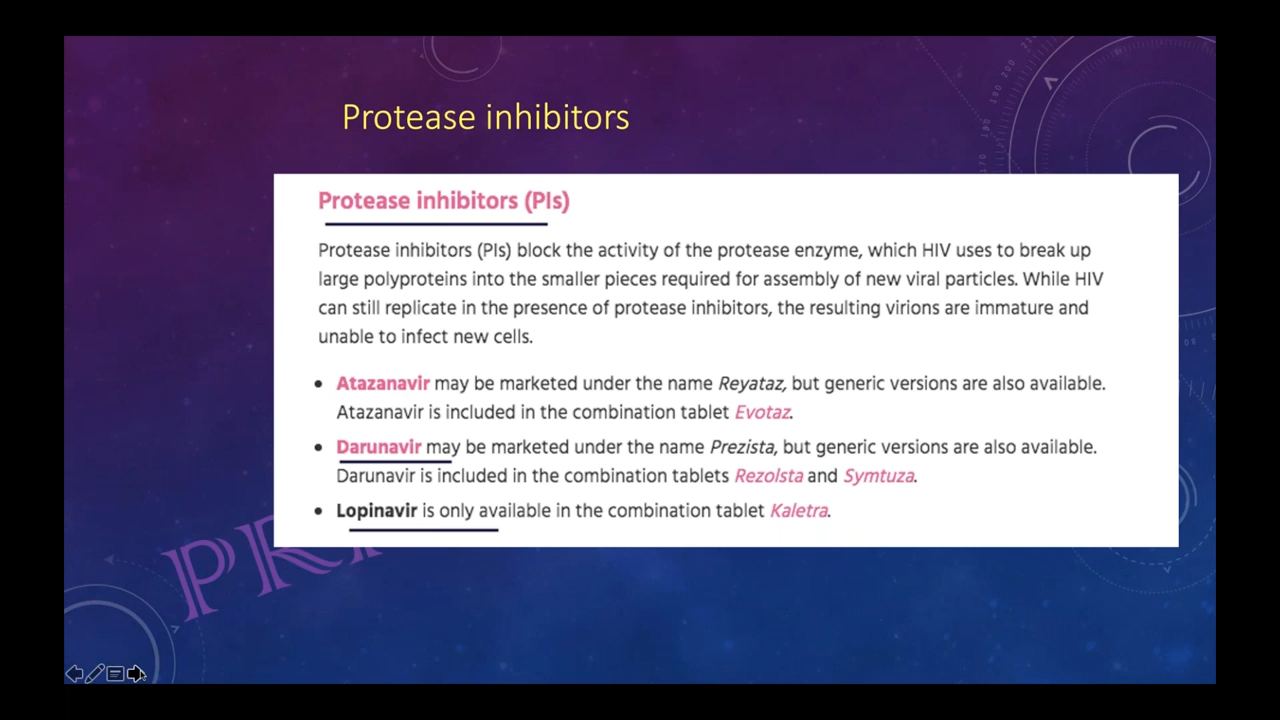 Protease inhibitors
Protease inhibitors (PIs)
Protease inhibitors (PIs) block the activity of the protease enzyme, which HIV uses to break up
large polyproteins into the smaller pieces required for assembly of new viral particles. While HIV
can still replicate in the presence of protease inhibitors, the resulting virions are immature and
unable to infect new cells.
• Atazanavir may be marketed under the name Reyataz, but generic versions are also available.
Atazanavir is included in the combination tablet Evotaz.
• Darunavir may be marketed under the name Prezista, but generic versions are also available.
Darunavir is included in the combination tablets Rezolsta and Symtuza.
• Lopinavir is only available in the combination tablet Kaletra.